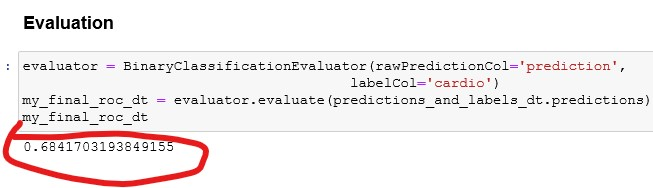 Evaluation
: evaluator = BinaryClassificationEvaluator(rawPredictionCol='prediction',
labelCol='cardio')
my_final_roc_dt = evaluator.evaluate(predictions_and_labels_dt.predictions)
my_final_roc_dt
0.6841703193849155